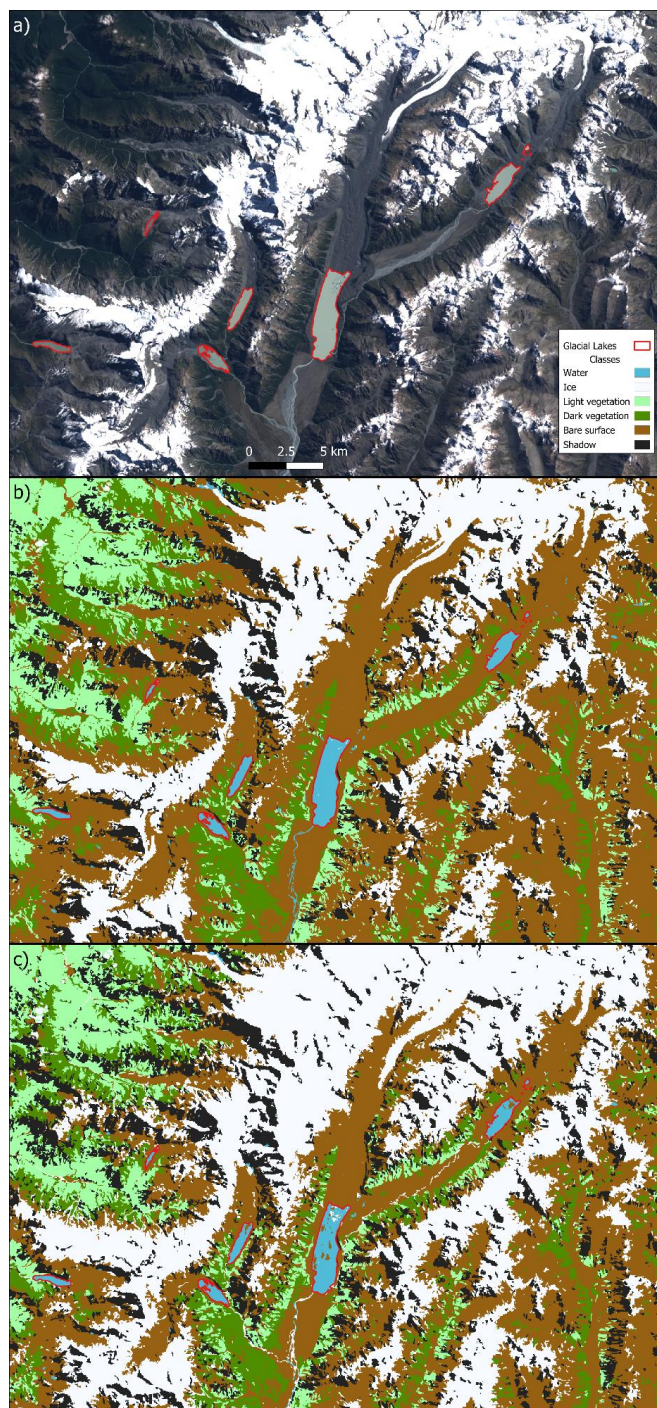 a)
Glacial Lakes
Classes
Water
Ice
Light vegetation
Dark vegetation
Bare surface
Shadow
0 2.5 5 km
b)
c)